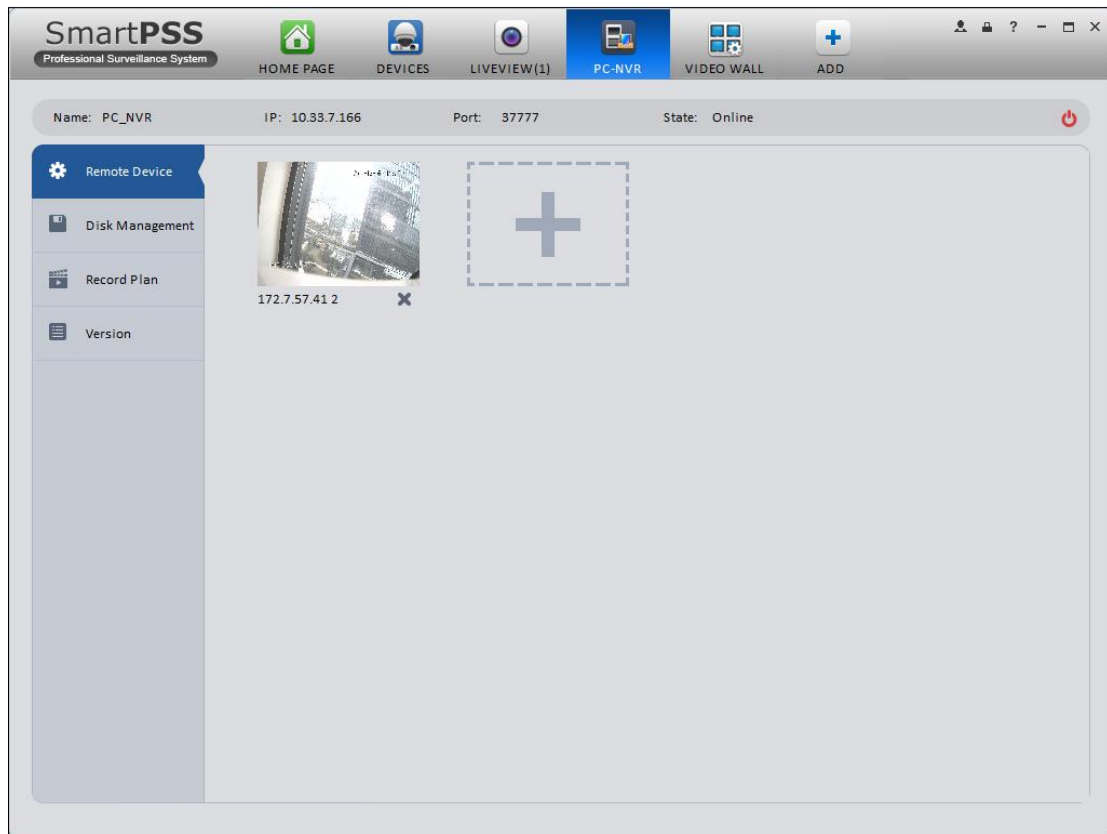 SmartPSS
Professional Surveillance System
HOME PAGE
DEVICES
LIVEVIEW(1)
PC-NVR
VIDEO WALL
ADD
?
Name: PC_NVR
IP: 10.33.7.166
Port: 37777
State: Online
Remote Device
Disk Management
Record Plan
Version
172.7.57.41 2